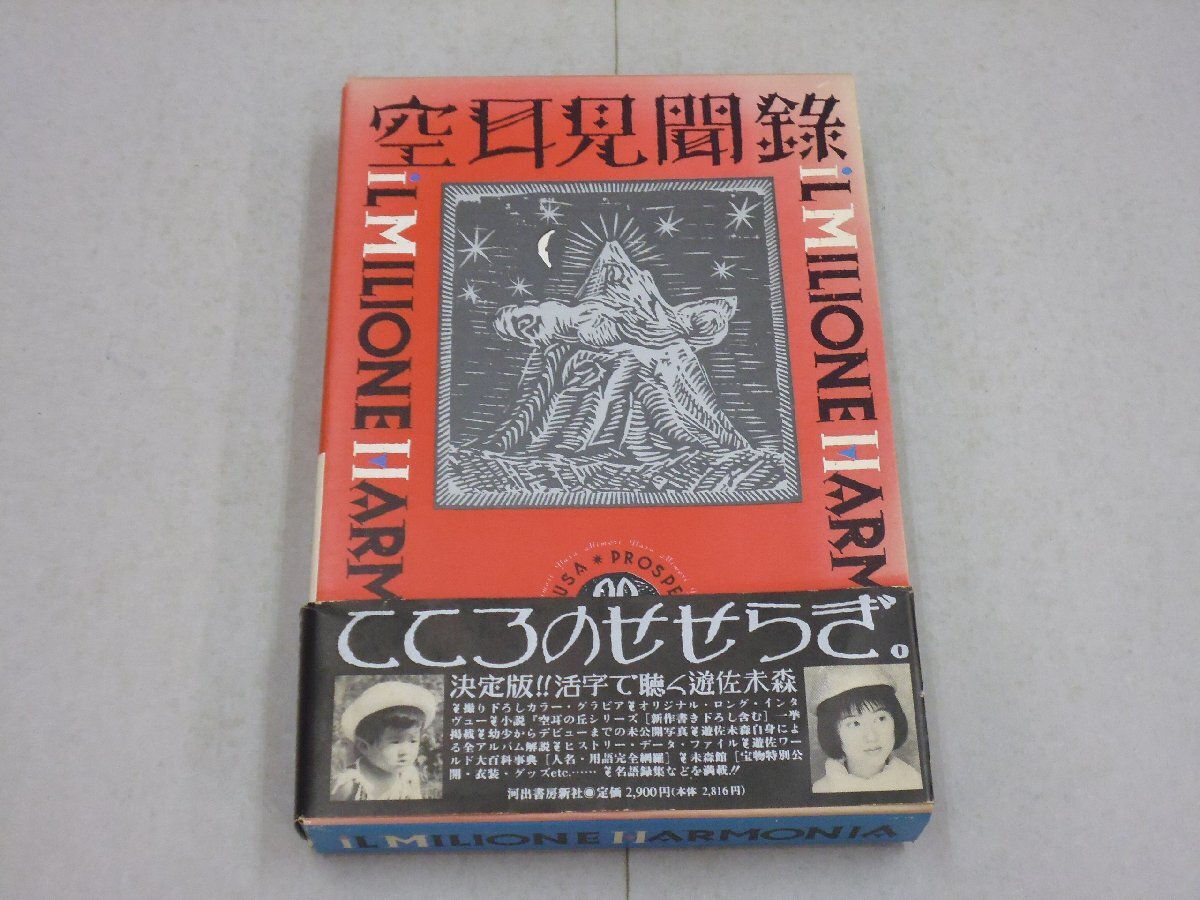 空耳見聞錄
iL MILIONE HARM
iL MILIONE HARM
Mimori Yusa
USA * PROSPE
こころのせせらぎ。
決定版!!活字で聴く遊佐未森
撮り下ろしカラー・グラビア オリジナル・ロング・インタ
ヴュー 小説『空耳の丘シリーズ［新作書き下ろし含む］一挙
掲載 幼少からデビューまでの未公開写真 遊佐未森自身によ
る全アルバム解説 ヒストリー・データ・ファイル 遊佐ワー
ルド大百科事典［人名・用語完全網羅］ 未森館［宝物特別公
開・衣装・グッズetc.…… 名語録集などを満載!!
河出書房新社◉定価 2,900円(本体 2,816円)
iL MILIONE HARMONIA